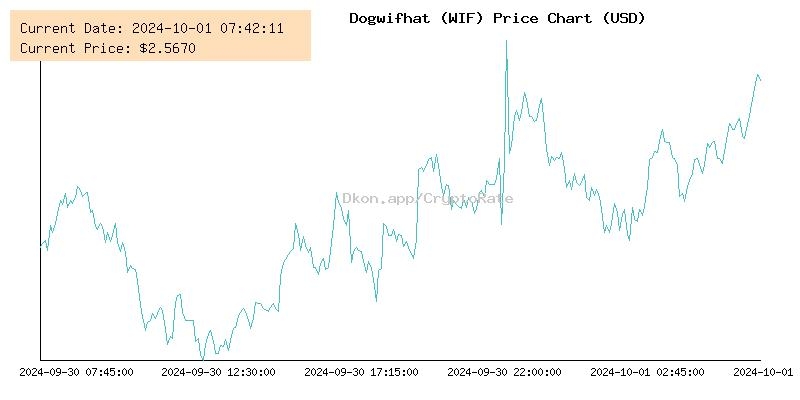 Dogwifhat (WIF) Price Chart (USD)
Current Date: 2024-10-01 07:42:11
Current Price: $2.5670
Dkon.app/CryptoRate
2024-09-30 07:45:00 2024-09-30 12:30:00 2024-09-30 17:15:00 2024-09-30 22:00:00 2024-10-01 02:45:00 2024-10-01